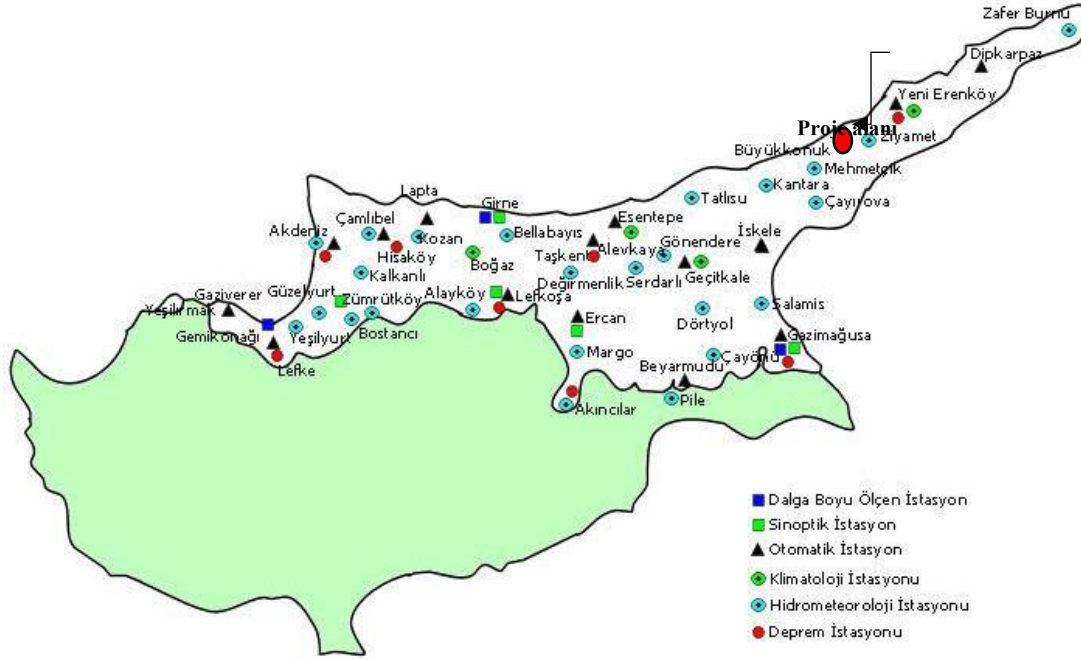 Zafer Burnu
Dipkarpaz
Yeni Erenköy
Proje alanı
Ziyamet
Büyükkonuk
Mehmetçik
Kantara
Tatlısu
Çayırova
Lapta
Girne
Esentepe
Çamlıbel
Akdeniz
Kozan
Bellabayıs
İskele
Hisaköy
Taşkent
Alevkaya
Gönendere
Boğaz
Kalkanlı
Geçitkale
Değirmenlik
Serdarlı
Gaziverer
Güzelyurt
Zümrütköy
Alayköy
Lefkoşa
Salamis
Yeşilırmak
Ercan
Dörtyol
Gemikonağı
Yeşilyurt
Bostancı
Gazimağusa
Margo
Çayönü
Beyarmudu
Lefke
Akıncılar
Pile
Dalga Boyu Ölçen İstasyon
Sinoptik İstasyon
Otomatik İstasyon
Klimatoloji İstasyonu
Hidrometeoroloji İstasyonu
Deprem İstasyonu